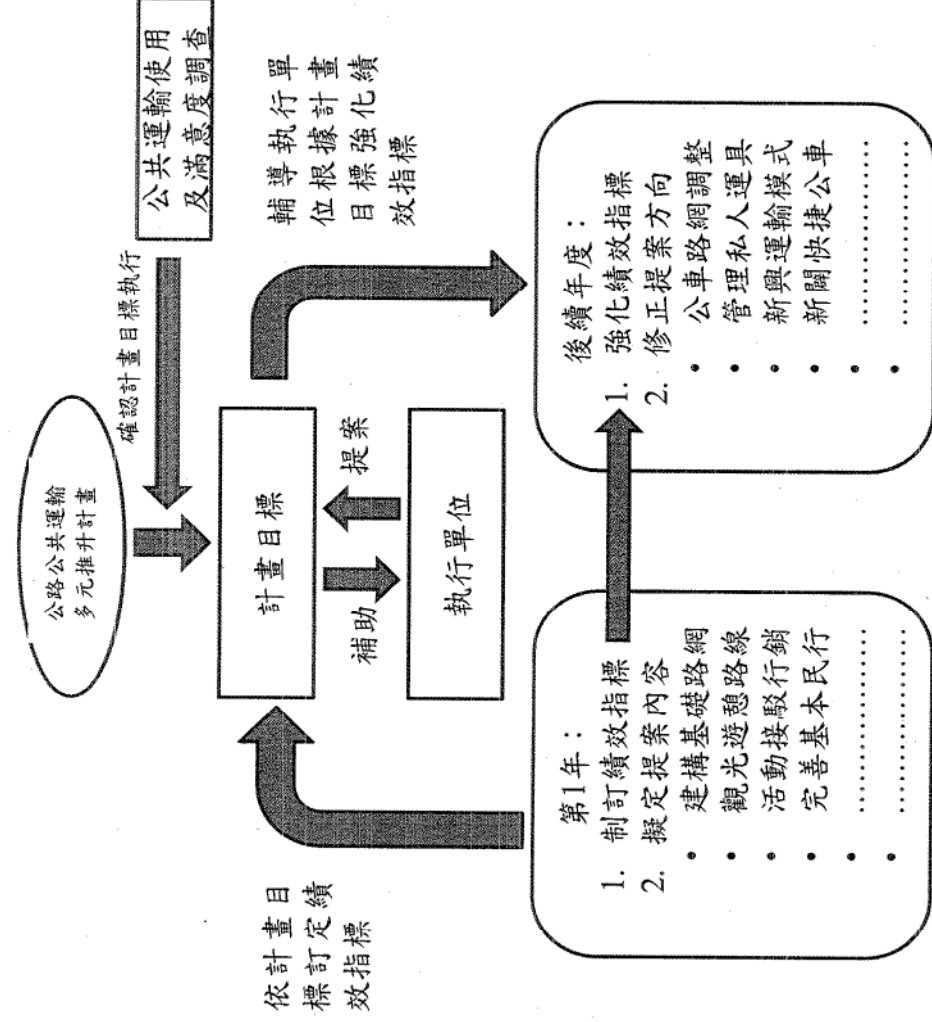 公路公共運輸
多元推升計畫
公共運輸使用
及滿意度調查
確認計畫目標執行
計畫目標
補助
提案
執行單位
依計畫目
標訂定績
效指標
輔導執行單
位根據計畫
目標強化績
效指標
第1年：
1. 制訂績效指標
2. 擬定提案內容
• 建構基礎路網
• 觀光遊憩路線
• 活動接駁行銷
• 完善基本民行
• ………………
• ………………
後續年度：
1. 強化績效指標
2. 修正提案方向
• 公車路網調整
• 管理私人運具
• 新興運輸模式
• 新闢快捷公車
• ………………
• ………………